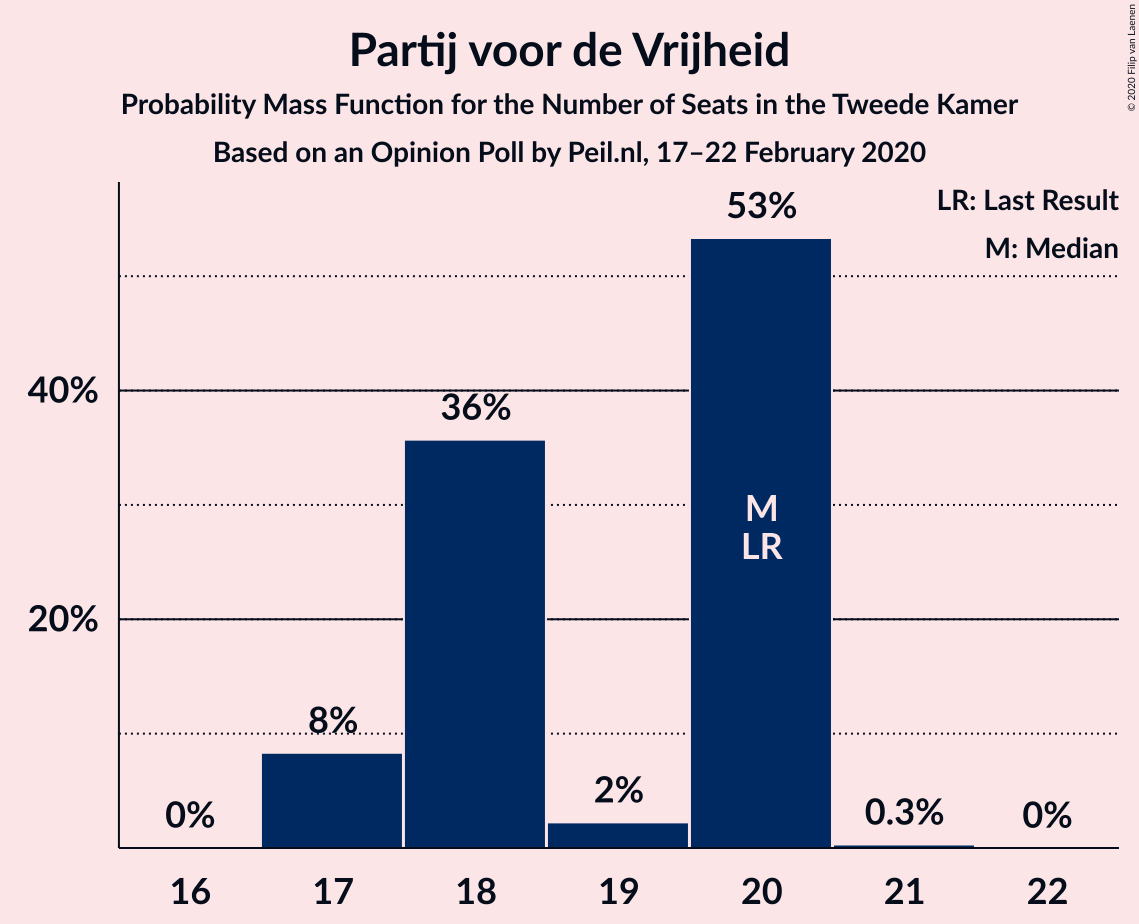 Partij voor de Vrijheid
Probability Mass Function for the Number of Seats in the Tweede Kamer
Based on an Opinion Poll by Peil.nl, 17–22 February 2020
© 2020 Filip van Laenen
LR: Last Result
M: Median
53%
40%
36%
M
LR
20%
8%
2%
0%
0.3%
0%
16 17 18 19 20 21 22